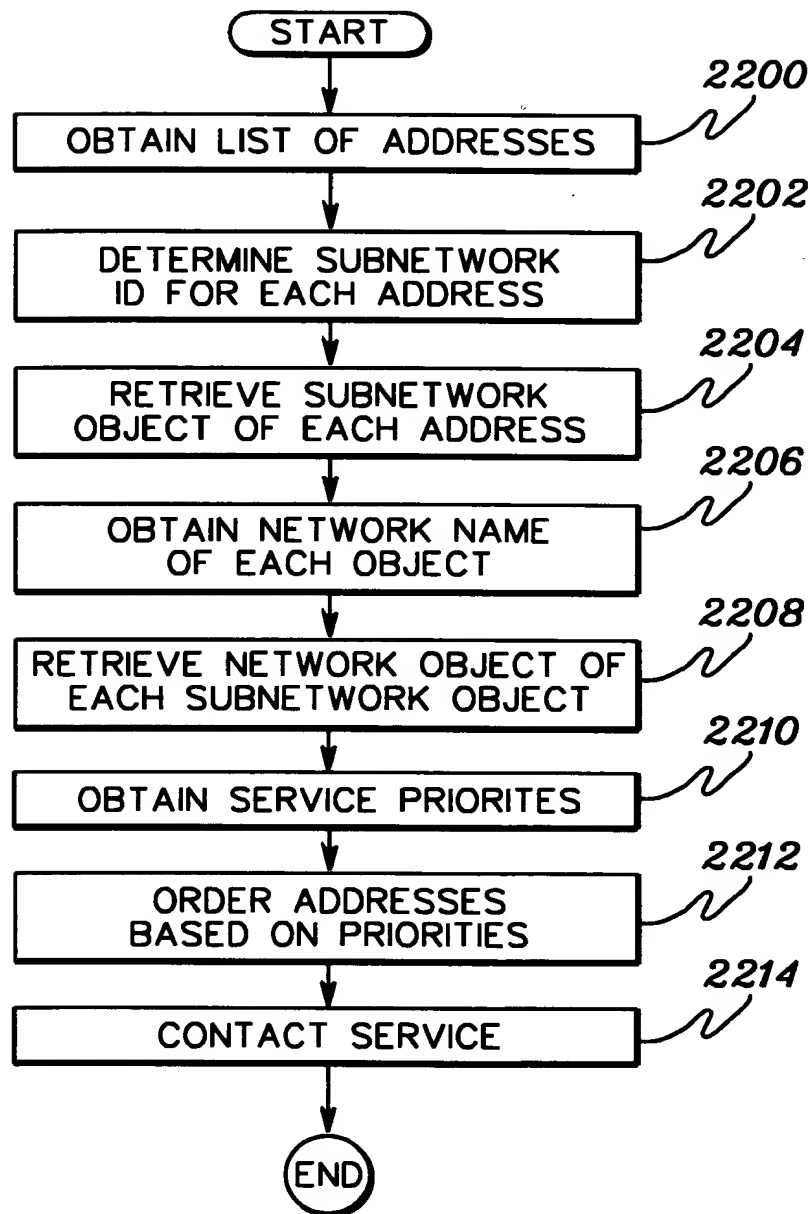 START
2200
OBTAIN LIST OF ADDRESSES
2202
DETERMINE SUBNETWORK
ID FOR EACH ADDRESS
2204
RETRIEVE SUBNETWORK
OBJECT OF EACH ADDRESS
2206
OBTAIN NETWORK NAME
OF EACH OBJECT
2208
RETRIEVE NETWORK OBJECT OF
EACH SUBNETWORK OBJECT
2210
OBTAIN SERVICE PRIORITES
2212
ORDER ADDRESSES
BASED ON PRIORITIES
2214
CONTACT SERVICE
END